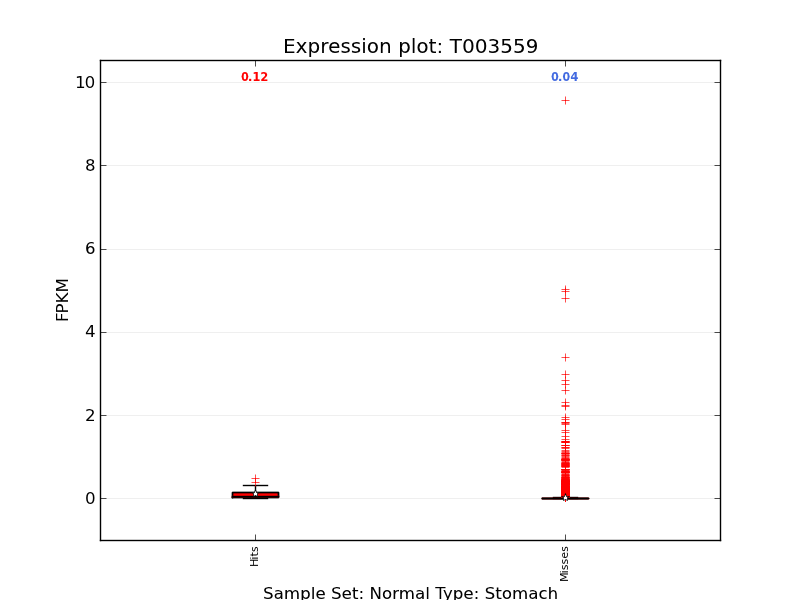 Expression plot: T003559
0.12
0.04
10
8
6
4
2
0
FPKM
Hits
Misses
Sample Set: Normal Type: Stomach